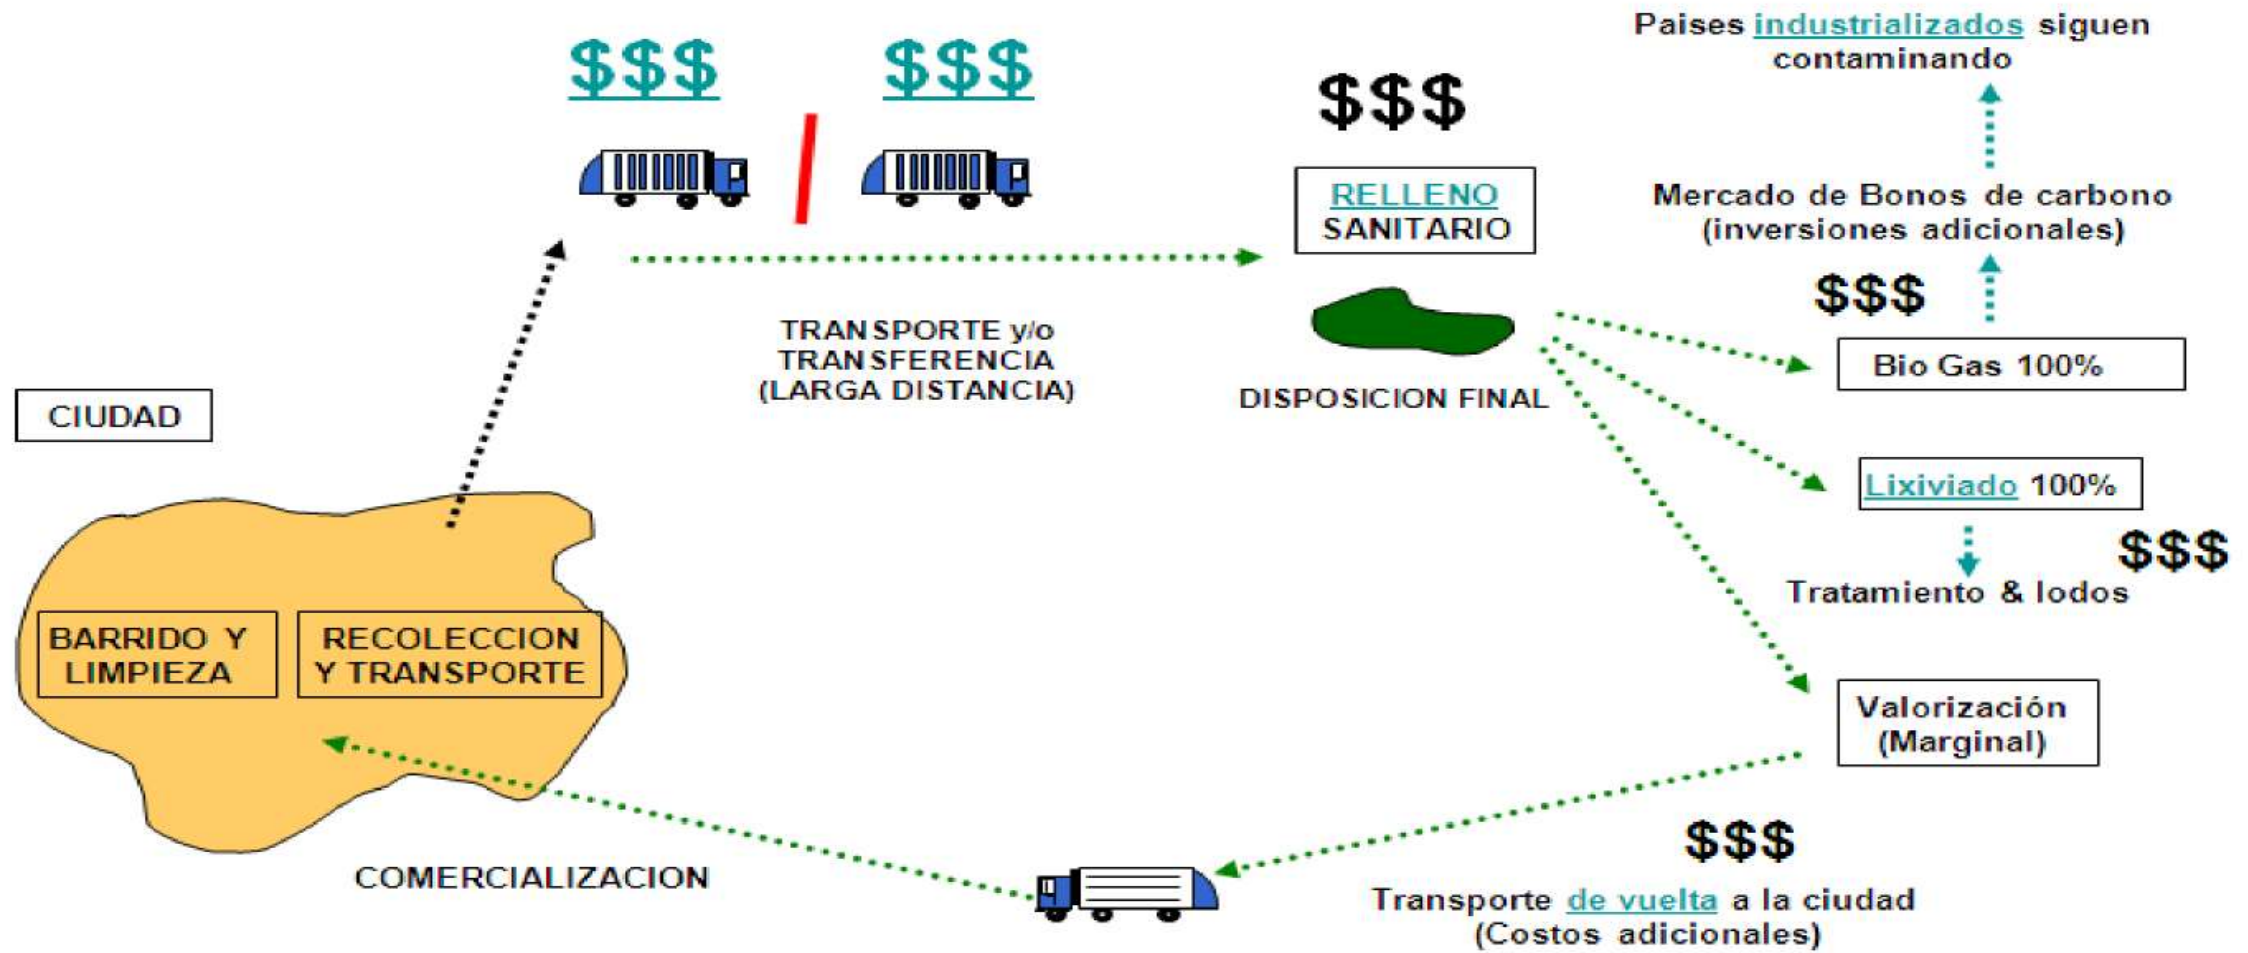 Paises industrializados siguen
contaminando
$$$
$$$
$$$
RELLENO
SANITARIO
Mercado de Bonos de carbono
(inversiones adicionales)
$$$
TRANSPORTE y/o
TRANSFERENCIA
(LARGA DISTANCIA)
Bio Gas 100%
DISPOSICION FINAL
CIUDAD
Lixiviado 100%
$$$
Tratamiento & lodos
BARRIDO Y
LIMPIEZA
RECOLECCION
Y TRANSPORTE
Valorización
(Marginal)
$$$
COMERCIALIZACION
Transporte de vuelta a la ciudad
(Costos adicionales)